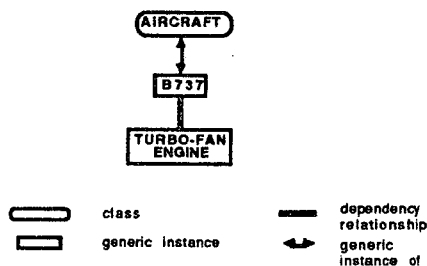 AIRCRAFT
B737
TURBO-FAN
ENGINE
class
generic instance
dependency
relationship
generic
instance of